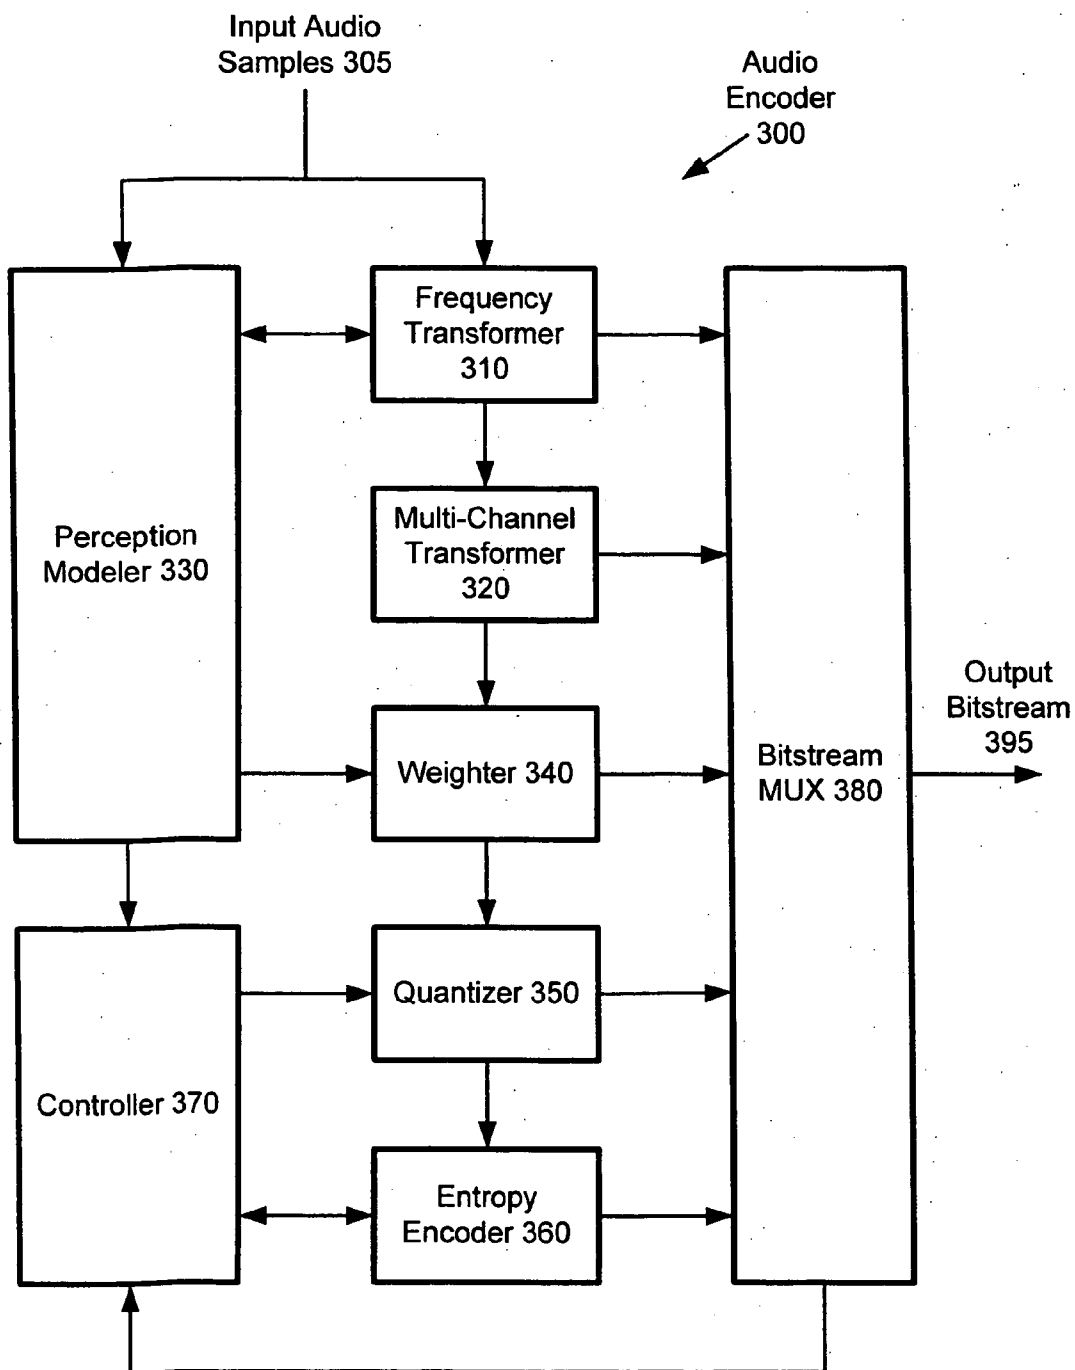 Input Audio
Samples 305
Audio
Encoder
300
Frequency
Transformer
310
Multi-Channel
Transformer
320
Perception
Modeler 330
Output
Bitstream
395
Weighter 340
Bitstream
MUX 380
Quantizer 350
Controller 370
Entropy
Encoder 360